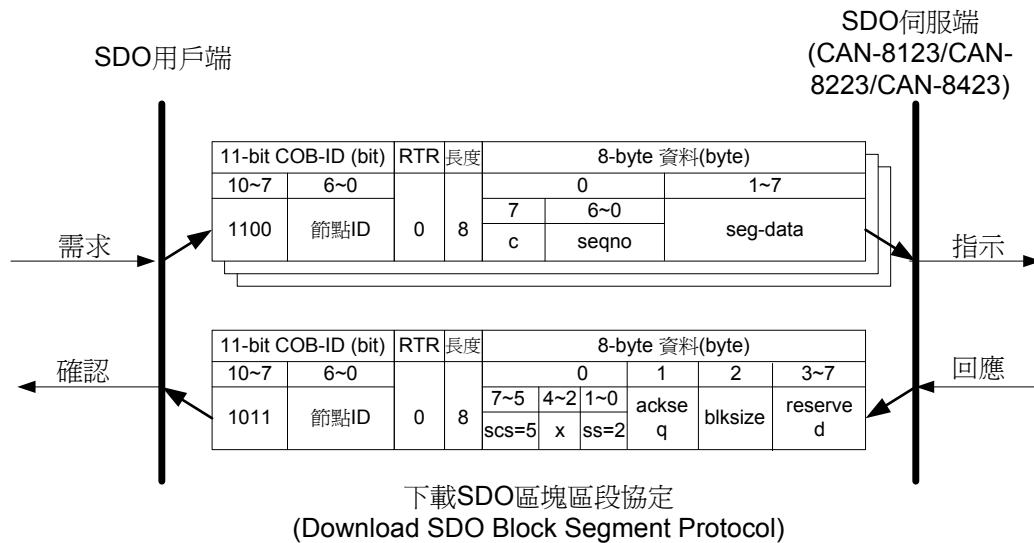 SDO用戶端
SDO伺服端
(CAN-8123/CAN-
8223/CAN-8423)
11-bit COB-ID (bit) RTR 長度 8-byte 資料(byte)
10~7 6~0 0 1~7
7 6~0
1100 節點ID 0 8 c seqno seg-data
需求
指示
11-bit COB-ID (bit) RTR 長度 8-byte 資料(byte)
10~7 6~0 0 1 2 3~7
7~5 4~2 1~0
1011 節點ID 0 8 scs=5 x ss=2 ackse
q blksize reserve
d
確認
回應
下載SDO區塊區段協定
(Download SDO Block Segment Protocol)